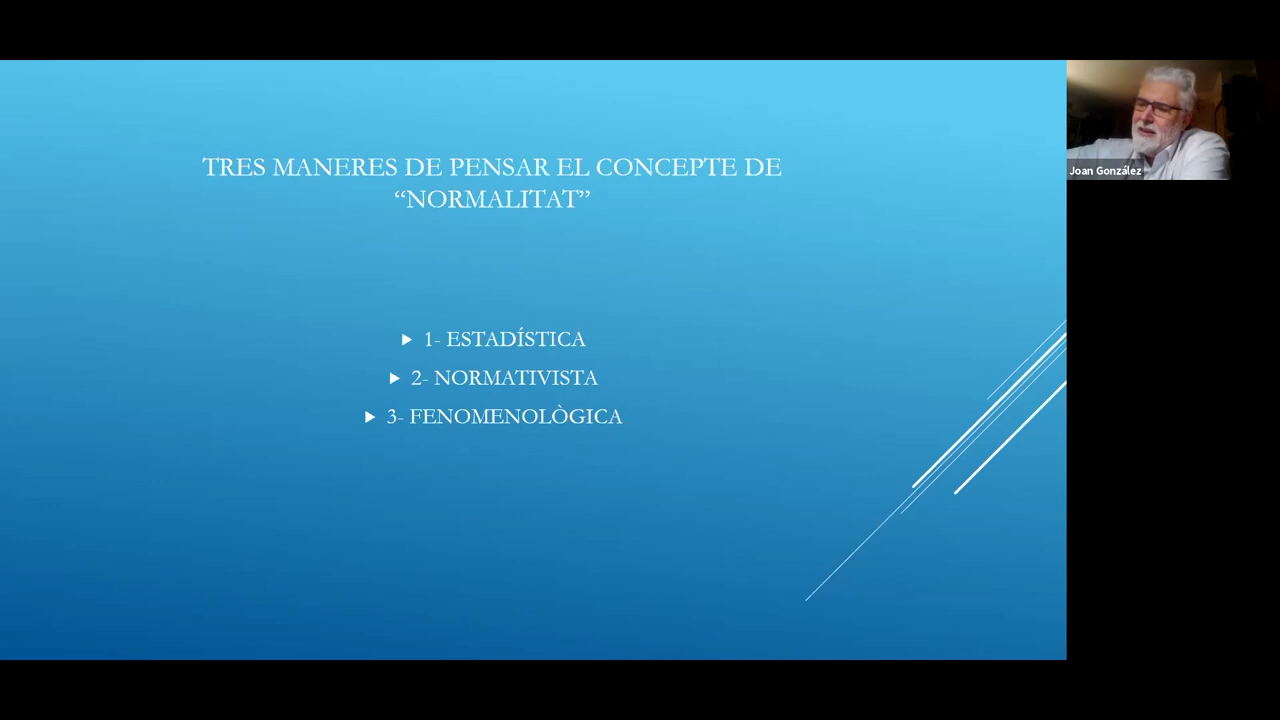 TRES MANERES DE PENSAR EL CONCEPTE DE
“NORMALITAT”
1- ESTADÍSTICA
2- NORMATIVISTA
3- FENOMENOLÒGICA
Joan González